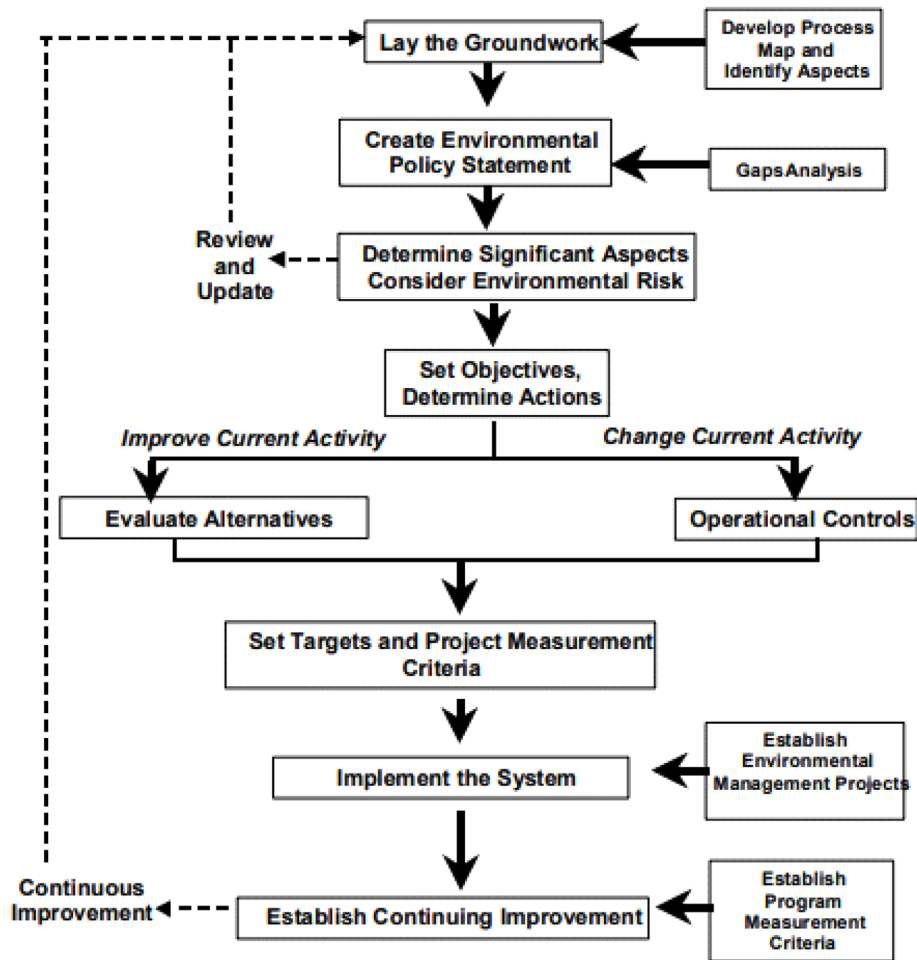 Lay the Groundwork
Develop Process
Map and
Identify Aspects
Create Environmental
Policy Statement
GapsAnalysis
Review
and
Update
Determine Significant Aspects
Consider Environmental Risk
Set Objectives,
Determine Actions
Improve Current Activity
Change Current Activity
Evaluate Alternatives
Operational Controls
Set Targets and Project Measurement
Criteria
Implement the System
Establish
Environmental
Management Projects
Continuous
Improvement
Establish Continuing Improvement
Establish
Program
Measurement
Criteria